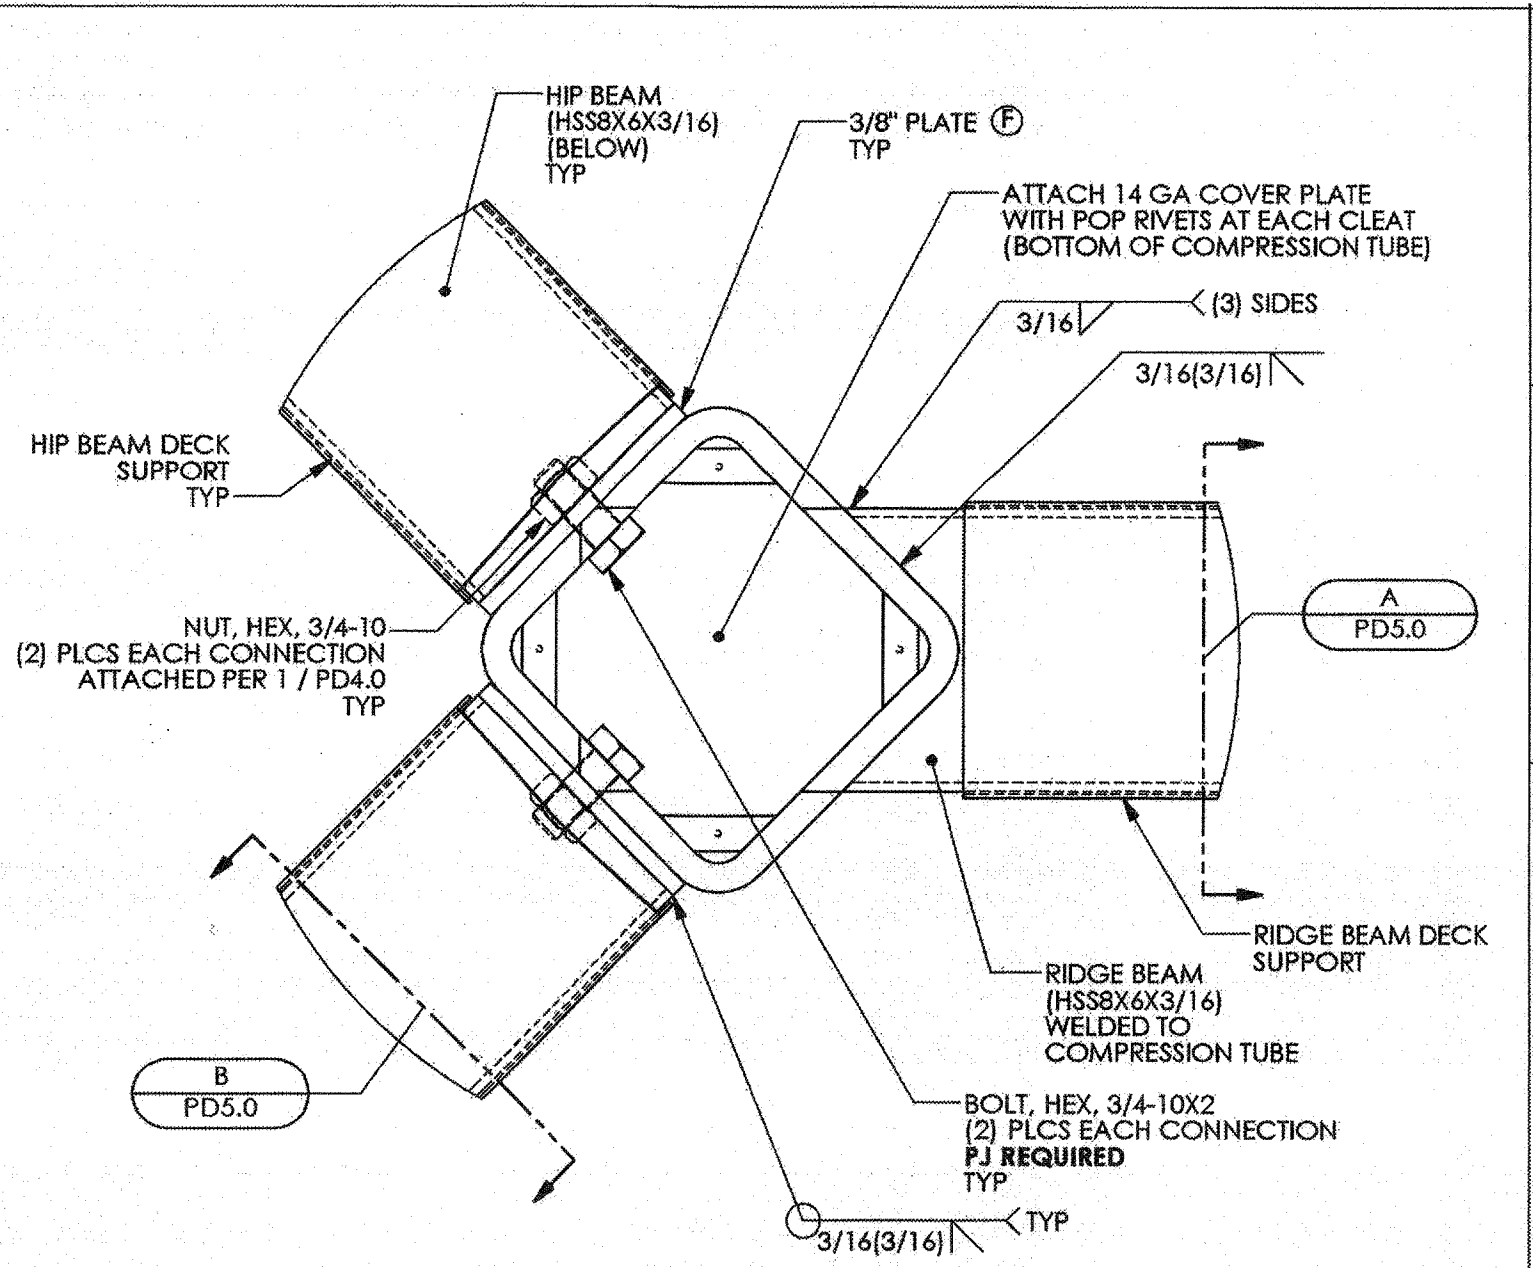 HIP BEAM
(HSS8X6X3/16)
(BELOW)
TYP
3/8" PLATE F
TYP
ATTACH 14 GA COVER PLATE
WITH POP RIVETS AT EACH CLEAT
(BOTTOM OF COMPRESSION TUBE)
3/16
(3) SIDES
3/16(3/16)
HIP BEAM DECK
SUPPORT
TYP
NUT, HEX, 3/4-10
(2) PLCS EACH CONNECTION
ATTACHED PER 1 / PD4.0
TYP
A
PD5.0
RIDGE BEAM DECK
SUPPORT
RIDGE BEAM
(HSS8X6X3/16)
WELDED TO
COMPRESSION TUBE
B
PD5.0
BOLT, HEX, 3/4-10X2
(2) PLCS EACH CONNECTION
PJ REQUIRED
TYP
3/16(3/16)
TYP